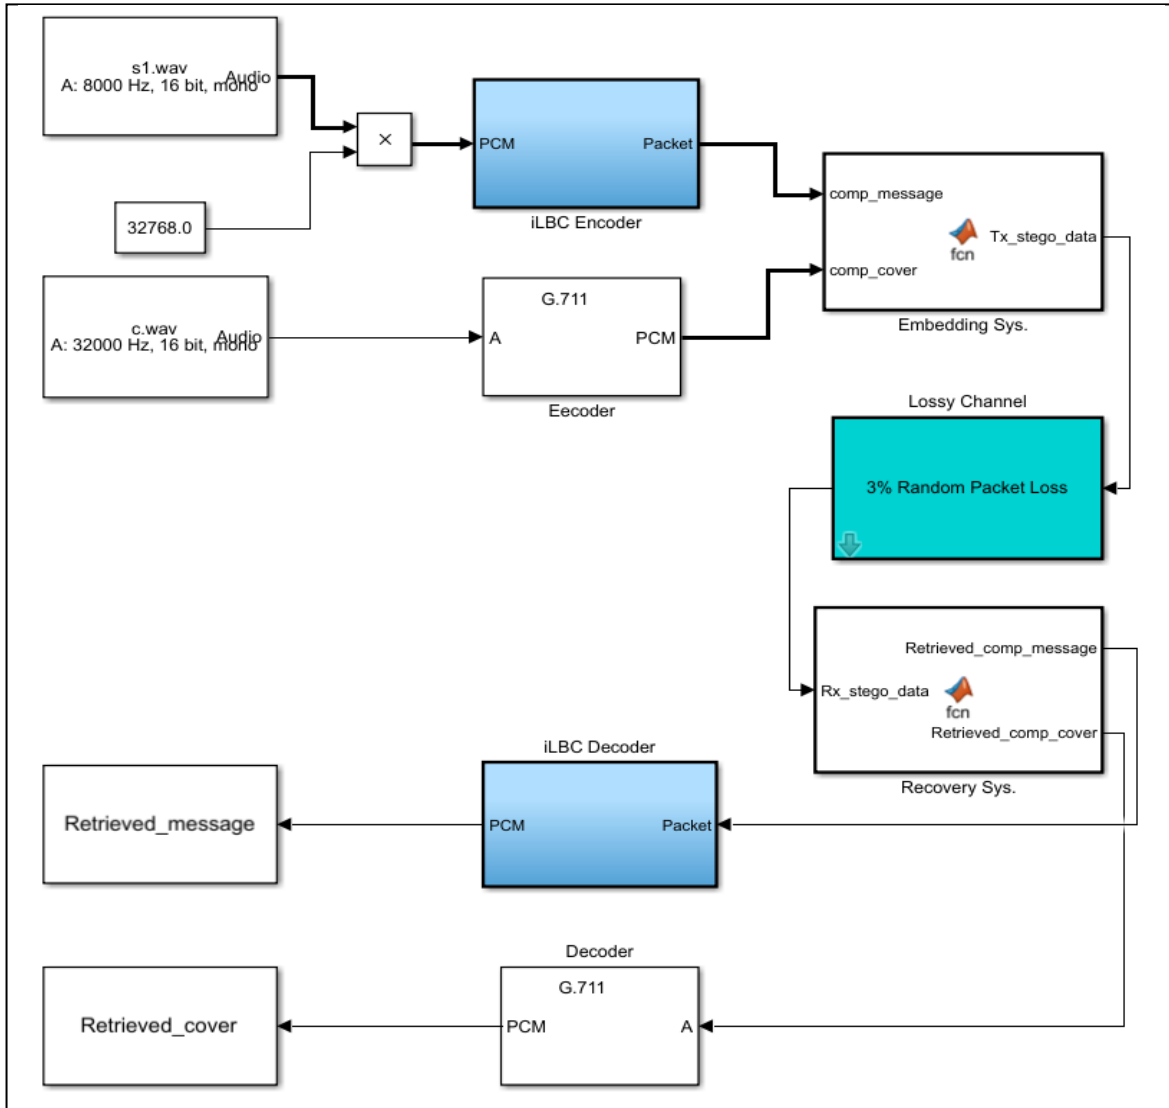 s1.wav
Audio
A: 8000 Hz, 16 bit, mono
×
PCM
Packet
iLBC Encoder
32768.0
comp_message
comp_cover
fcn
Tx_stego_data
Embedding Sys.
c.wav
Audio
A: 32000 Hz, 16 bit, mono
G.711
A
PCM
Eecoder
Lossy Channel
3% Random Packet Loss
Retrieved_comp_message
Rx_stego_data
fcn
Retrieved_comp_cover
Recovery Sys.
iLBC Decoder
PCM
Packet
Retrieved_message
Decoder
G.711
PCM
A
Retrieved_cover